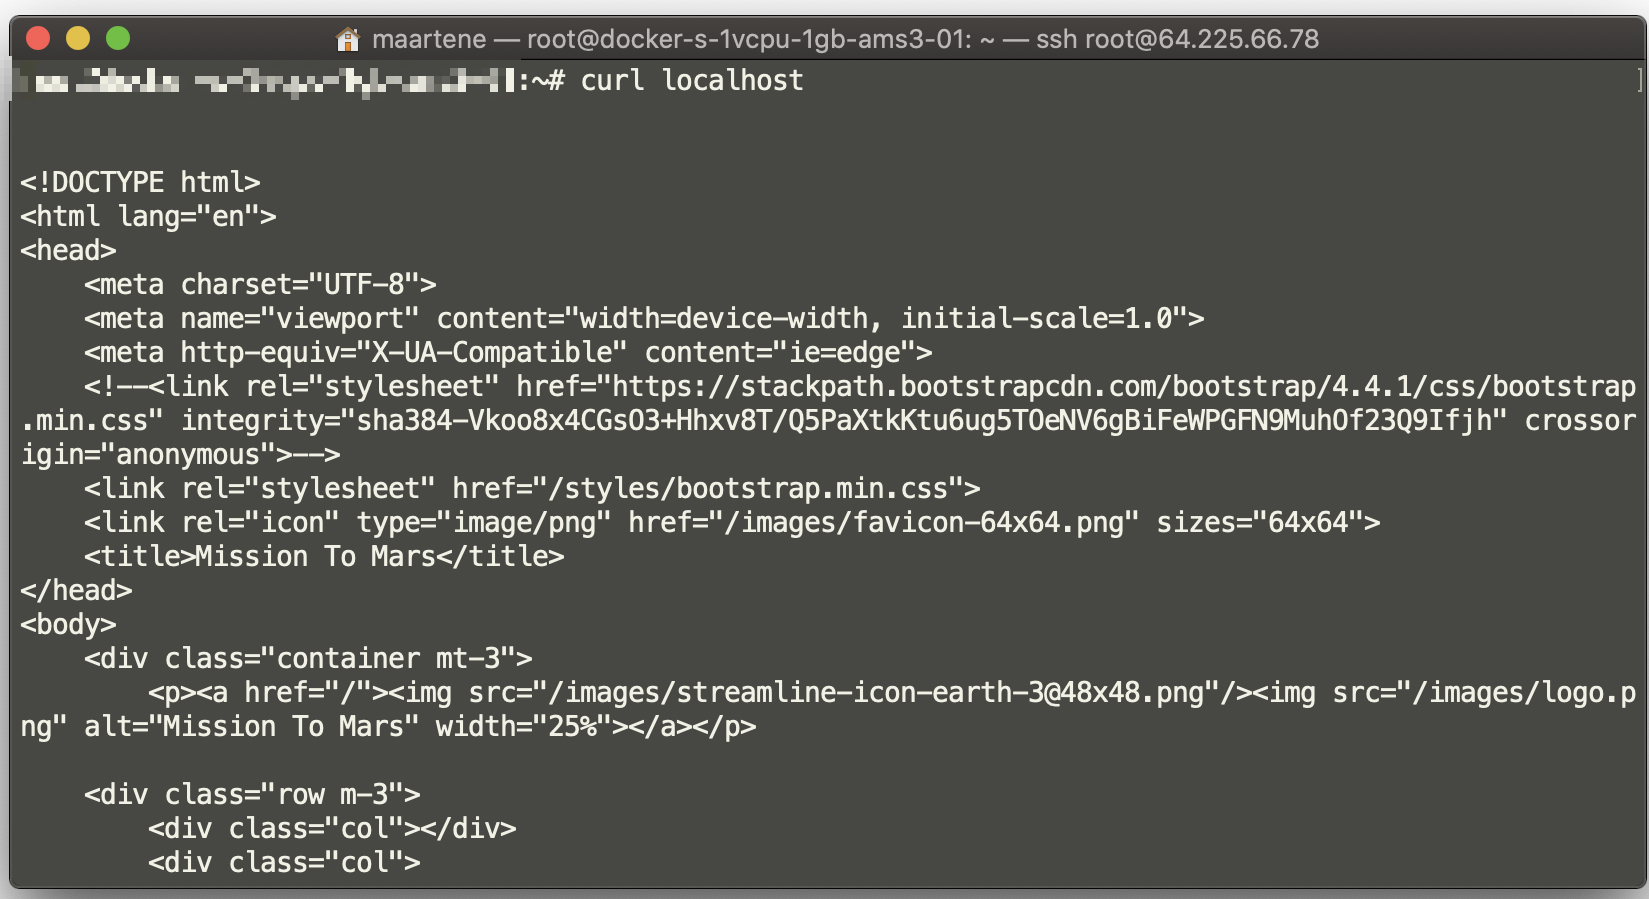 maartene — root@docker-s-1vcpu-1gb-ams3-01: ~ — ssh root@64.225.66.78
:~# curl localhost
<!DOCTYPE html>
<html lang="en">
<head>
    <meta charset="UTF-8">
    <meta name="viewport" content="width=device-width, initial-scale=1.0">
    <meta http-equiv="X-UA-Compatible" content="ie=edge">
    <!--<link rel="stylesheet" href="https://stackpath.bootstrapcdn.com/bootstrap/4.4.1/css/bootstrap
.min.css" integrity="sha384-Vkoo8x4CGsO3+Hhxv8T/Q5PaXtkKtu6ug5TOeNV6gBiFeWPGFN9MuhOf23Q9Ifjh" crossor
igin="anonymous">-->
    <link rel="stylesheet" href="/styles/bootstrap.min.css">
    <link rel="icon" type="image/png" href="/images/favicon-64x64.png" sizes="64x64">
    <title>Mission To Mars</title>
</head>
<body>
    <div class="container mt-3">
        <p><a href="/"><img src="/images/streamline-icon-earth-3@48x48.png"/><img src="/images/logo.p
ng" alt="Mission To Mars" width="25%"></a></p>
    <div class="row m-3">
        <div class="col"></div>
        <div class="col">